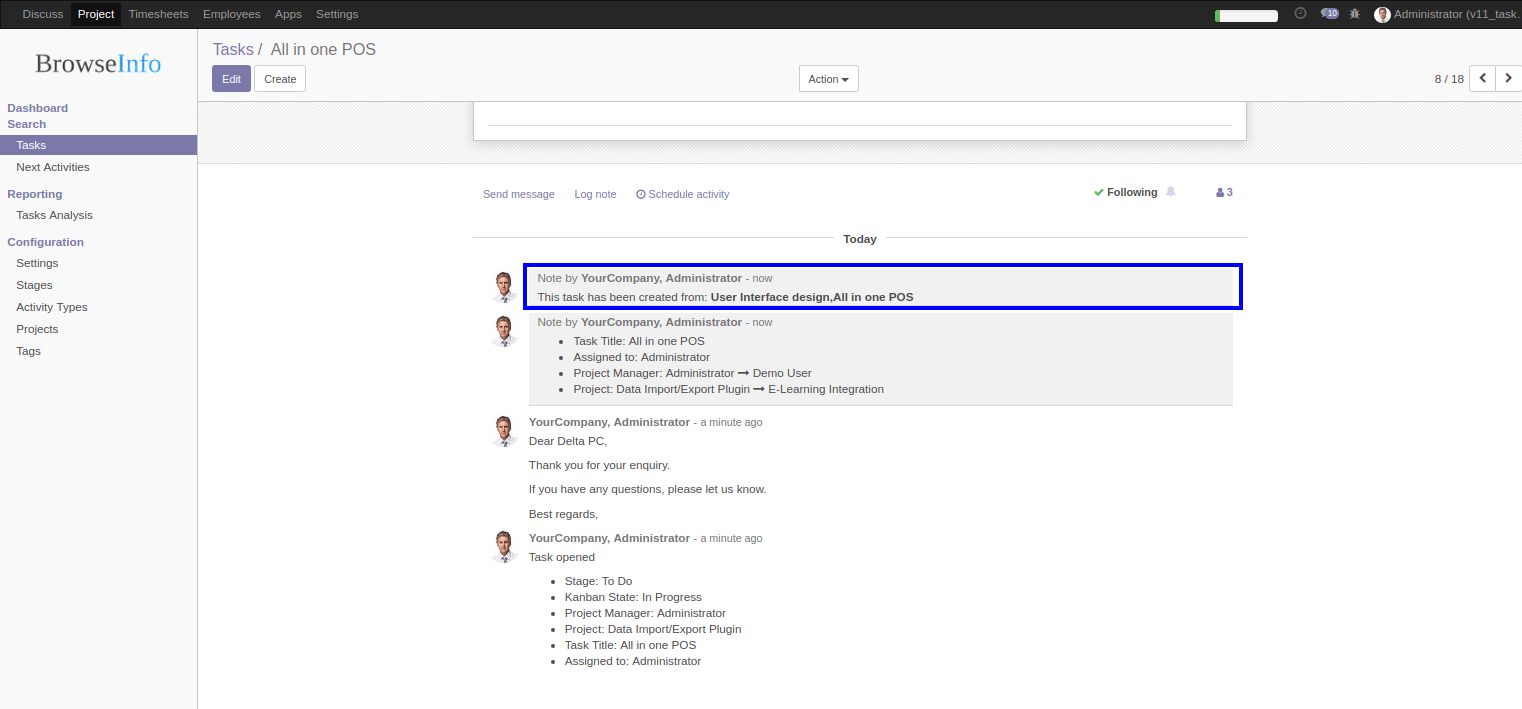 Discuss Project Timesheets Employees Apps Settings 10 Administrator (v11_task.
BrowseInfo
Tasks / All in one POS
Edit Create Action 8 / 18
Dashboard
Search
Tasks
Next Activities
Reporting
Tasks Analysis
Configuration
Settings
Stages
Activity Types
Projects
Tags
Send message Log note Schedule activity Following 3
Today
Note by YourCompany, Administrator - now
This task has been created from: User Interface design,All in one POS
Note by YourCompany, Administrator - now
• Task Title: All in one POS
• Assigned to: Administrator
• Project Manager: Administrator → Demo User
• Project: Data Import/Export Plugin → E-Learning Integration
YourCompany, Administrator - a minute ago
Dear Delta PC,
Thank you for your enquiry.
If you have any questions, please let us know.
Best regards,
YourCompany, Administrator - a minute ago
Task opened
• Stage: To Do
• Kanban State: In Progress
• Project Manager: Administrator
• Project: Data Import/Export Plugin
• Task Title: All in one POS
• Assigned to: Administrator